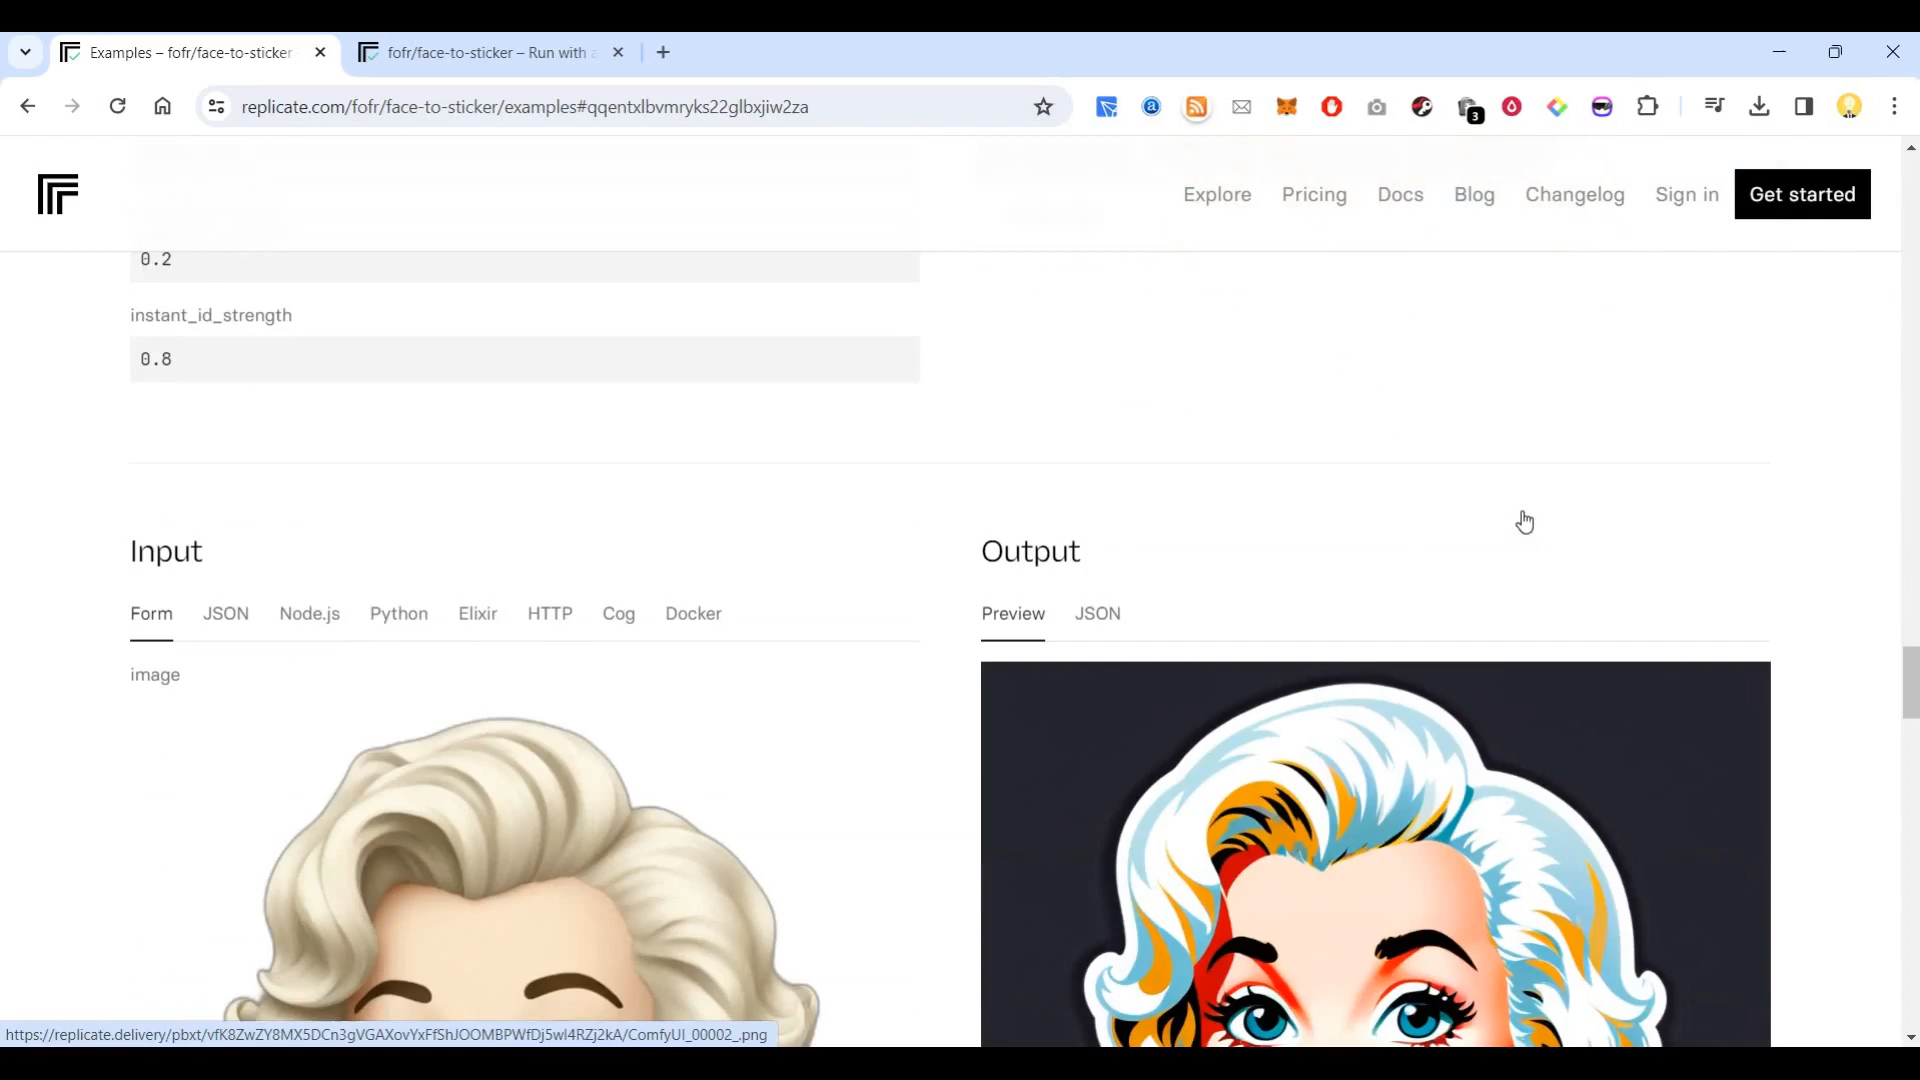 Examples – fofr/face-to-sticker
fofr/face-to-sticker – Run with a
replicate.com/fofr/face-to-sticker/examples#qqentxlbvmryks22glbxjiw2za
3
Explore
Pricing
Docs
Blog
Changelog
Sign in
Get started
0.2
instant_id_strength
0.8
Input
Output
Form
JSON
Node.js
Python
Elixir
HTTP
Cog
Docker
Preview
JSON
image
https://replicate.delivery/pbxt/vfK8ZwZY8MX5DCn3gVGAXovYxFfShJOOMBPWfDj5wI4RZj2kA/ComfyUI_00002_.png